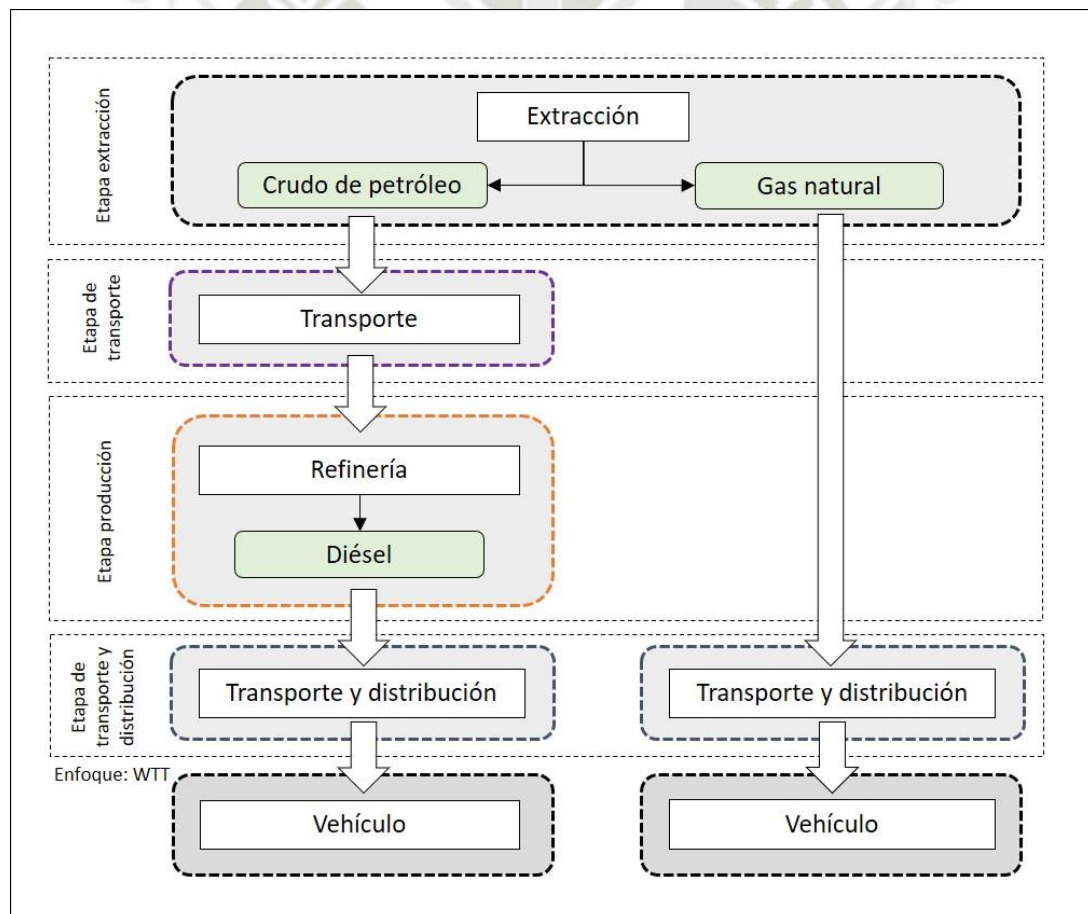 Etapa extracción
Extracción
Crudo de petróleo
Gas natural
Etapa de
transporte
Transporte
Etapa producción
Refinería
Diésel
Etapa de
transporte y
distribución
Transporte y distribución
Transporte y distribución
Enfoque: WTT
Vehículo
Vehículo